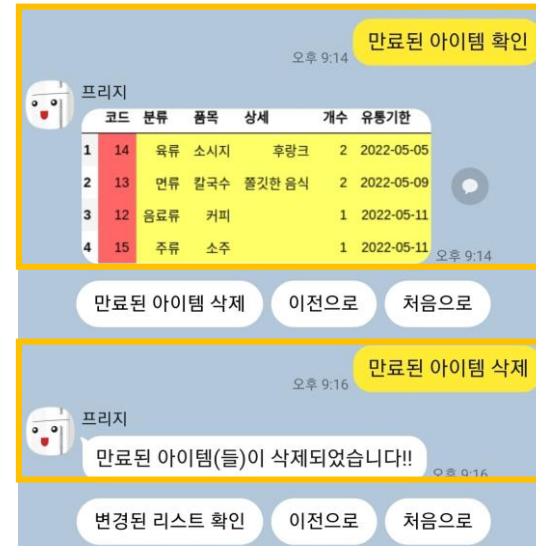 만료된 아이템 확인
오후 9:14
프리지
코드 분류 품목 상세 개수 유통기한
1 14 육류 소시지 후랑크 2 2022-05-05
2 13 면류 칼국수 쫄깃한 음식 2 2022-05-09
3 12 음료류 커피 1 2022-05-11
4 15 주류 소주 1 2022-05-11
오후 9:14
만료된 아이템 삭제 이전으로 처음으로
만료된 아이템 삭제
오후 9:16
프리지
만료된 아이템(들)이 삭제되었습니다!!
오후 9:16
변경된 리스트 확인 이전으로 처음으로